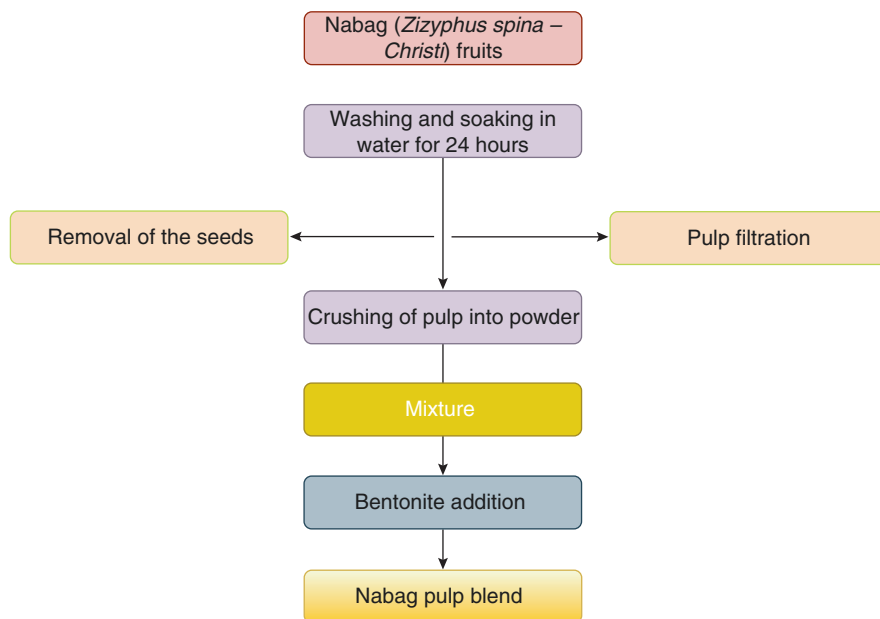 Nabag (Zizyphus spina –
Christi) fruits
Washing and soaking in
water for 24 hours
Removal of the seeds
Pulp filtration
Crushing of pulp into powder
Mixture
Bentonite addition
Nabag pulp blend